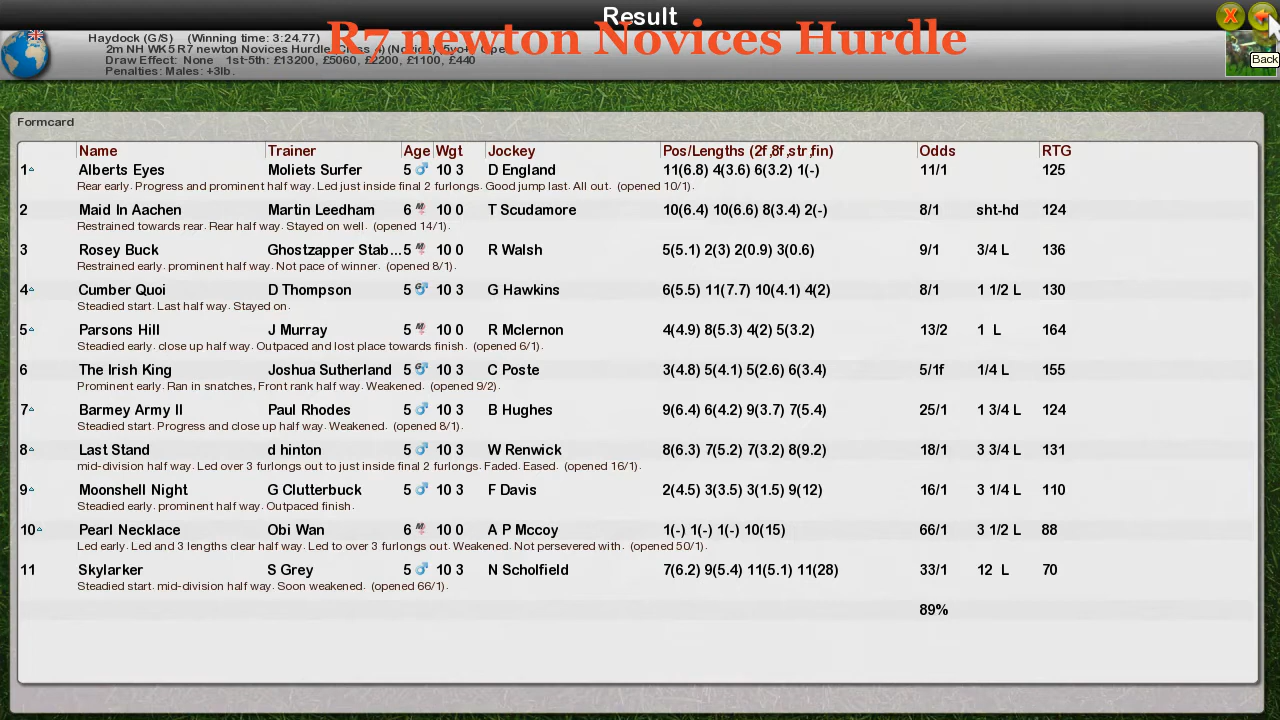 Result
R7 newton Novices Hurdle
Haydock (G/S) (Winning time: 3:24.77)
2m NH WK5 R7 newton Novices Hurdle
Draw Effect: None 1st-5th: £13200, £5060, £2200, £1100, £440
Penalties: Males: +3lb.
Back
Formcard
Name Trainer Age Wgt Jockey Pos/Lengths (2f,8f,str,fin) Odds RTG
1 Alberts Eyes Moliets Surfer 5 10 3 D England 11(6.8) 4(3.6) 6(3.2) 1(-) 11/1 125
Rear early. Progress and prominent half way. Led just inside final 2 furlongs. Good jump last. All out. (opened 10/1).
2 Maid In Aachen Martin Leedham 6 10 0 T Scudamore 10(6.4) 10(6.6) 8(3.4) 2(-) 8/1 sht-hd 124
Restrained towards rear. Rear half way. Stayed on well. (opened 14/1).
3 Rosey Buck Ghostzapper Stab... 5 10 0 R Walsh 5(5.1) 2(3) 2(0.9) 3(0.6) 9/1 3/4 L 136
Restrained early. prominent half way. Not pace of winner. (opened 8/1).
4 Cumber Quoi D Thompson 5 10 3 G Hawkins 6(5.5) 11(7.7) 10(4.1) 4(2) 8/1 1 1/2 L 130
Steadied start. Last half way. Stayed on.
5 Parsons Hill J Murray 5 10 0 R Mclernon 4(4.9) 8(5.3) 4(2) 5(3.2) 13/2 1 L 164
Steadied early. close up half way. Outpaced and lost place towards finish. (opened 6/1).
6 The Irish King Joshua Sutherland 5 10 3 C Poste 3(4.8) 5(4.1) 5(2.6) 6(3.4) 5/1f 1/4 L 155
Prominent early. Ran in snatches, Front rank half way. Weakened. (opened 9/2).
7 Barmey Army II Paul Rhodes 5 10 3 B Hughes 9(6.4) 6(4.2) 9(3.7) 7(5.4) 25/1 1 3/4 L 124
Steadied start. Progress and close up half way. Weakened. (opened 8/1).
8 Last Stand d hinton 5 10 3 W Renwick 8(6.3) 7(5.2) 7(3.2) 8(9.2) 18/1 3 3/4 L 131
mid-division half way. Led over 3 furlongs out to just inside final 2 furlongs. Faded. Eased. (opened 16/1).
9 Moonshell Night G Clutterbuck 5 10 3 F Davis 2(4.5) 3(3.5) 3(1.5) 9(12) 16/1 3 1/4 L 110
Steadied early. prominent half way. Outpaced finish.
10 Pearl Necklace Obi Wan 6 10 0 A P Mccoy 1(-) 1(-) 1(-) 10(15) 66/1 3 1/2 L 88
Led early. Led and 3 lengths clear half way. Led to over 3 furlongs out. Weakened. Not persevered with. (opened 50/1).
11 Skylarker S Grey 5 10 3 N Scholfield 7(6.2) 9(5.4) 11(5.1) 11(28) 33/1 12 L 70
Steadied start. mid-division half way. Soon weakened. (opened 66/1).
89%